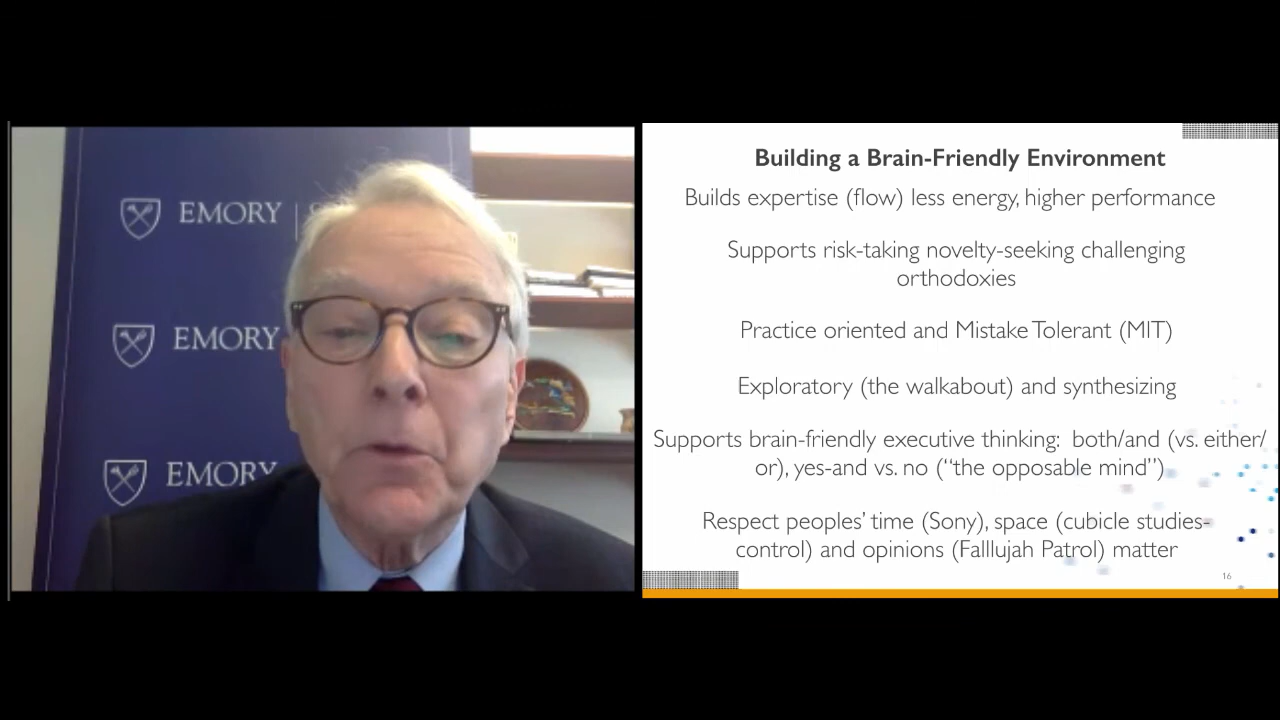 EMORY
EMORY
EMORY
Building a Brain-Friendly Environment
Builds expertise (flow) less energy, higher performance
Supports risk-taking novelty-seeking challenging
orthodoxies
Practice oriented and Mistake Tolerant (MIT)
Exploratory (the walkabout) and synthesizing
Supports brain-friendly executive thinking: both/and (vs. either/
or), yes-and vs. no (“the opposable mind”)
Respect peoples’ time (Sony), space (cubicle studies-
control) and opinions (Falllujah Patrol) matter
16